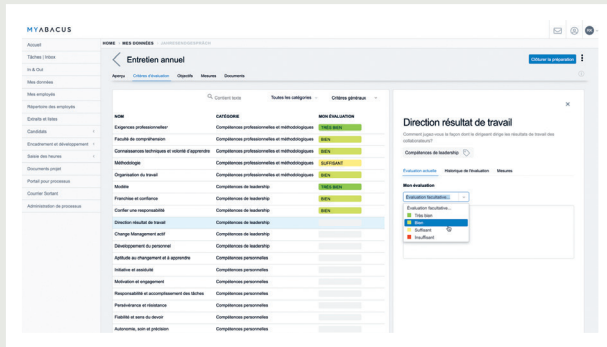 MYABACUS
HOME › MES DONNÉES ›
Accueil
Tâches | Inbox
In & Out
Mes données
Mes employés
Répertoire des employés
Extraits et listes
Candidats
Encadrement et développement
Saisie des heures
Documents projet
Portail pour processus
Courrier Sortant
Administration de processus
Entretien annuel
Clôturer la préparation
Aperçu Critères d'évaluation Objectifs Mesures Documents
Contient texte Toutes les catégories Critères généraux
NOM CATÉGORIE MON ÉVALUATION
Exigences professionnelles Compétences professionnelles et méthodologiques TRÈS BIEN
Faculté de compréhension Compétences professionnelles et méthodologiques BIEN
Connaissances techniques et volonté d'apprendre Compétences professionnelles et méthodologiques BIEN
Méthodologie Compétences professionnelles et méthodologiques SUFFISANT
Organisation du travail Compétences professionnelles et méthodologiques BIEN
Modèle Compétences de leadership TRÈS BIEN
Franchise et confiance Compétences de leadership BIEN
Confier une responsabilité Compétences de leadership BIEN
Direction résultat de travail Compétences de leadership
Change Management actif Compétences de leadership
Développement du personnel Compétences de leadership
Aptitude au changement et à apprendre Compétences personnelles
Initiative et assiduité Compétences personnelles
Motivation et engagement Compétences personnelles
Responsabilité et accomplissement des tâches Compétences personnelles
Persévérance et résistance Compétences personnelles
Fiabilité et sens du devoir Compétences personnelles
Autonomie, soin et précision Compétences personnelles
Direction résultat de travail
Comment jugez-vous la façon dont le dirigeant dirige les résultats de travail des
collaborateurs?
Compétences de leadership
Évaluation actuelle Historique de l'évaluation Mesures
Mon évaluation
Évaluation facultative...
Évaluation facultative...
Très bien
Bien
Suffisant
Insuffisant